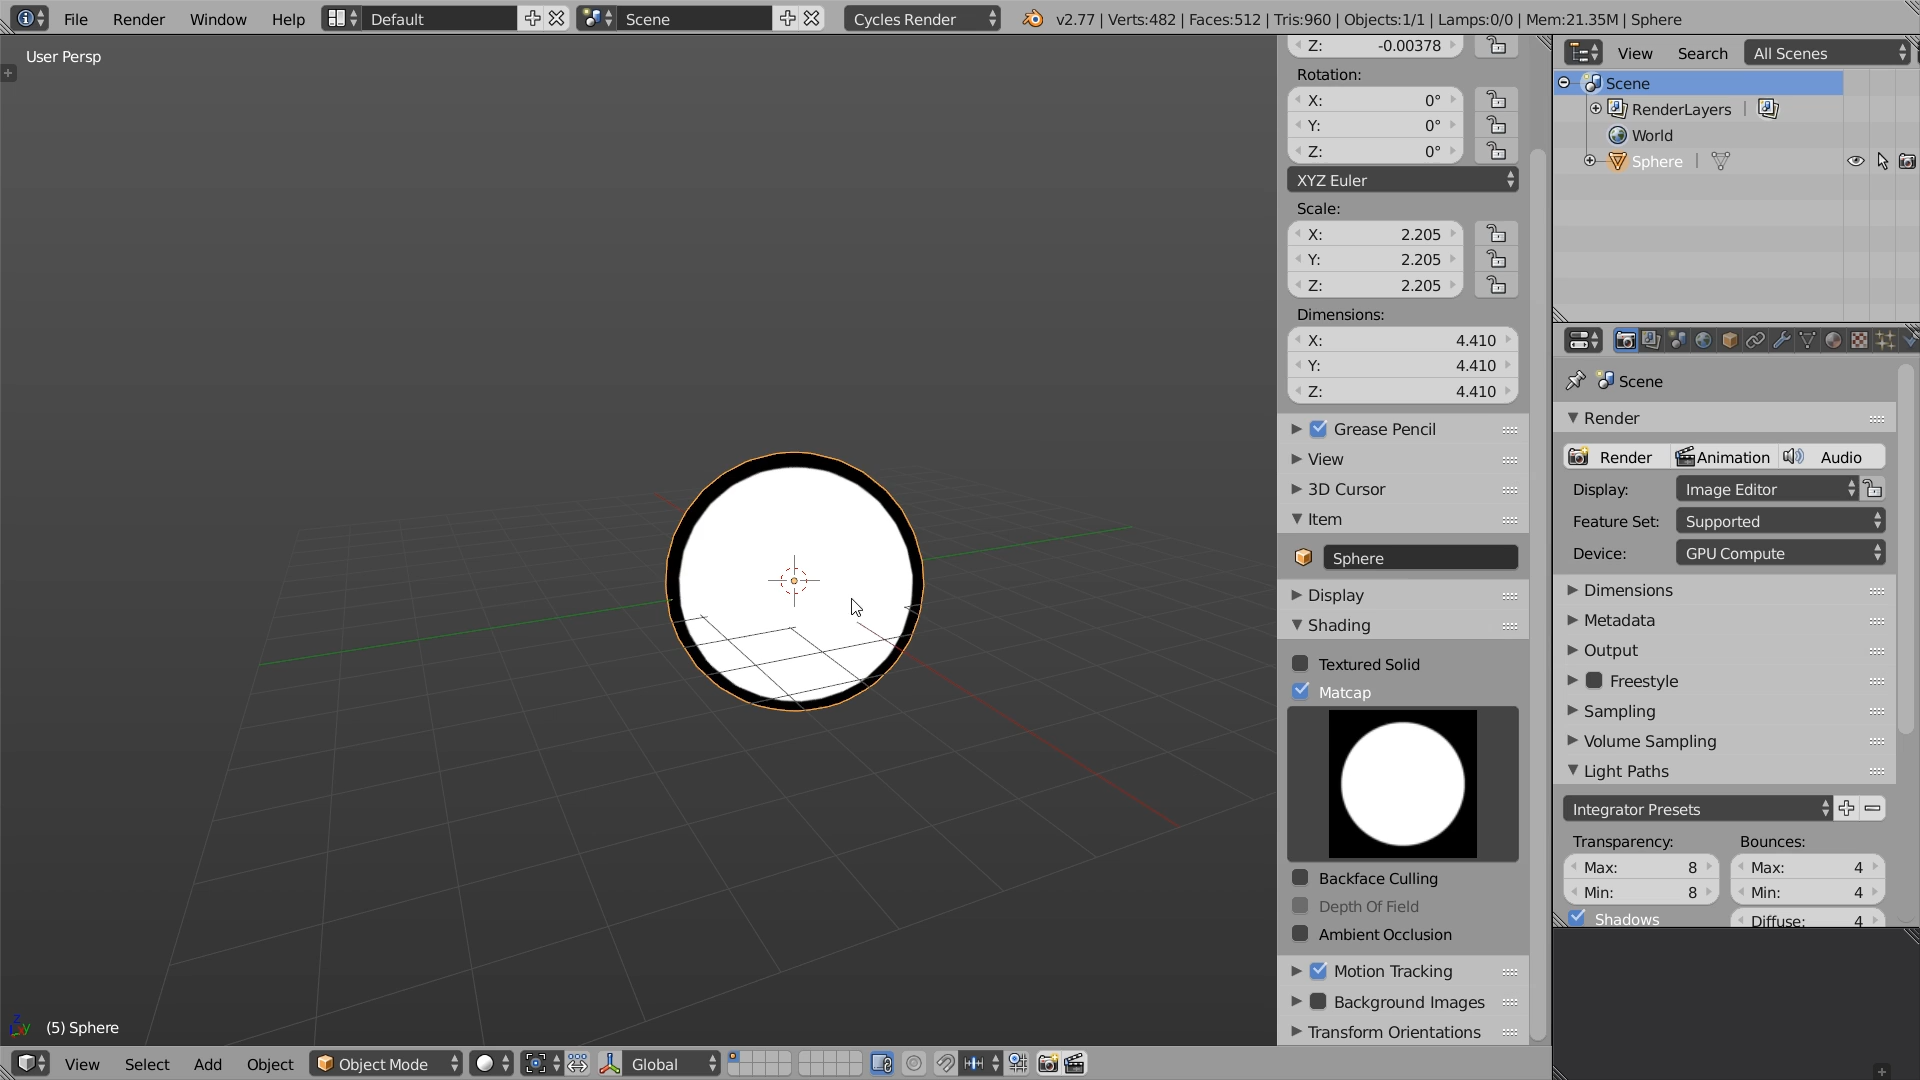 File Render Window Help Default Scene Cycles Render v2.77 | Verts:482 | Faces:512 | Tris:960 | Objects:1/1 | Lamps:0/0 | Mem:21.35M | Sphere
User Persp
(5) Sphere
Z: -0.00378
Rotation:
X: 0°
Y: 0°
Z: 0°
XYZ Euler
Scale:
X: 2.205
Y: 2.205
Z: 2.205
Dimensions:
X: 4.410
Y: 4.410
Z: 4.410
Grease Pencil
View
3D Cursor
Item
Sphere
Display
Shading
Textured Solid
Matcap
Backface Culling
Depth Of Field
Ambient Occlusion
Motion Tracking
Background Images
Transform Orientations
View Search All Scenes
Scene
RenderLayers |
World
Sphere |
Scene
Render
Render Animation Audio
Display: Image Editor
Feature Set: Supported
Device: GPU Compute
Dimensions
Metadata
Output
Freestyle
Sampling
Volume Sampling
Light Paths
Integrator Presets
Transparency: Bounces:
Max: 8 Max: 4
Min: 8 Min: 4
Shadows Diffuse: 4
View Select Add Object Object Mode Global